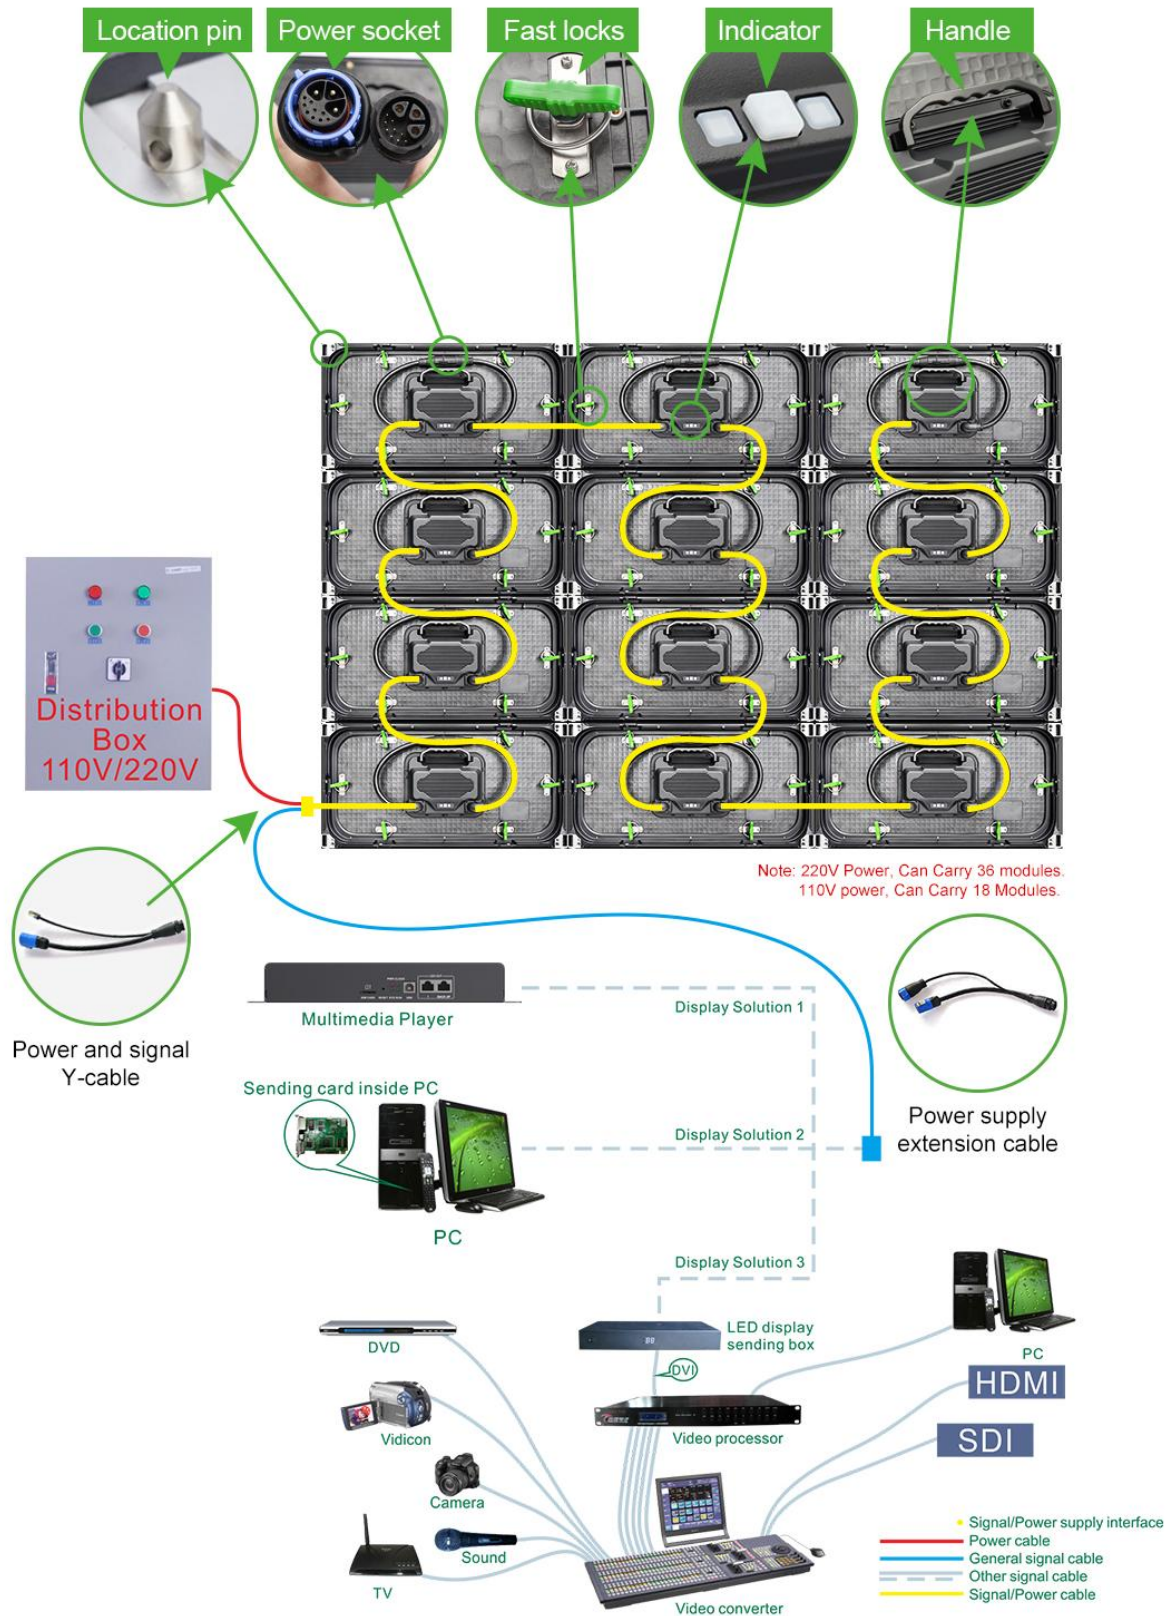 Location pin
Power socket
Fast locks
Indicator
Handle
Distribution
Box
110V/220V
Note: 220V Power, Can Carry 36 modules.
110V power, Can Carry 18 Modules.
Power and signal
Y-cable
Multimedia Player
Display Solution 1
Sending card inside PC
PC
Display Solution 2
Power supply
extension cable
Display Solution 3
DVD
LED display
sending box
DVI
PC
HDMI
Vidicon
Video processor
SDI
Camera
Sound
TV
Video converter
Signal/Power supply interface
Power cable
General signal cable
Other signal cable
Signal/Power cable